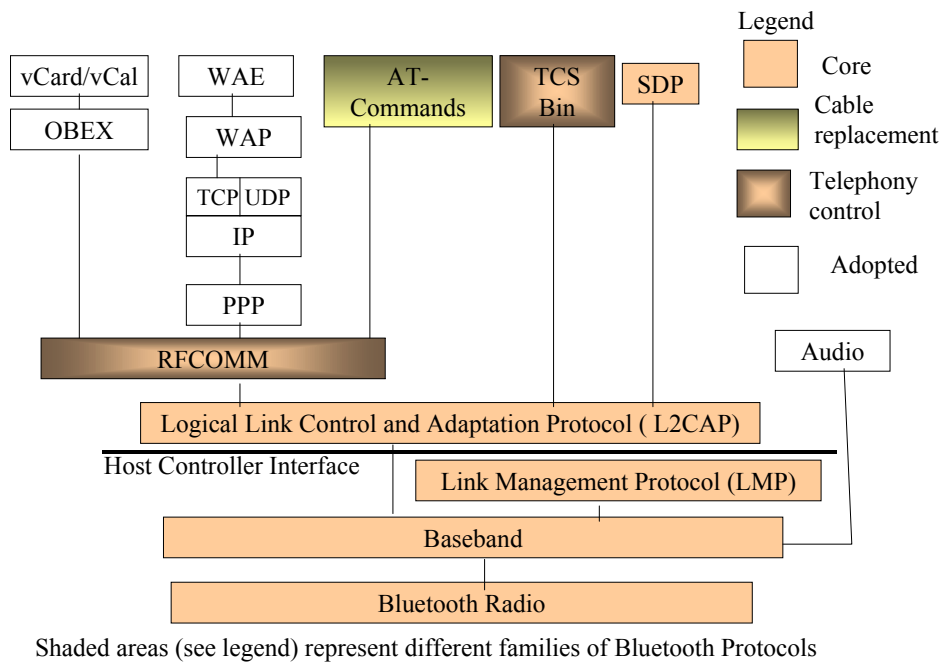 Legend
vCard/vCal
WAE
AT-
Commands
TCS
Bin
SDP
Core
OBEX
WAP
Cable
replacement
TCP UDP
IP
Telephony
control
PPP
Adopted
RFCOMM
Audio
Logical Link Control and Adaptation Protocol ( L2CAP)
Host Controller Interface
Link Management Protocol (LMP)
Baseband
Bluetooth Radio
Shaded areas (see legend) represent different families of Bluetooth Protocols